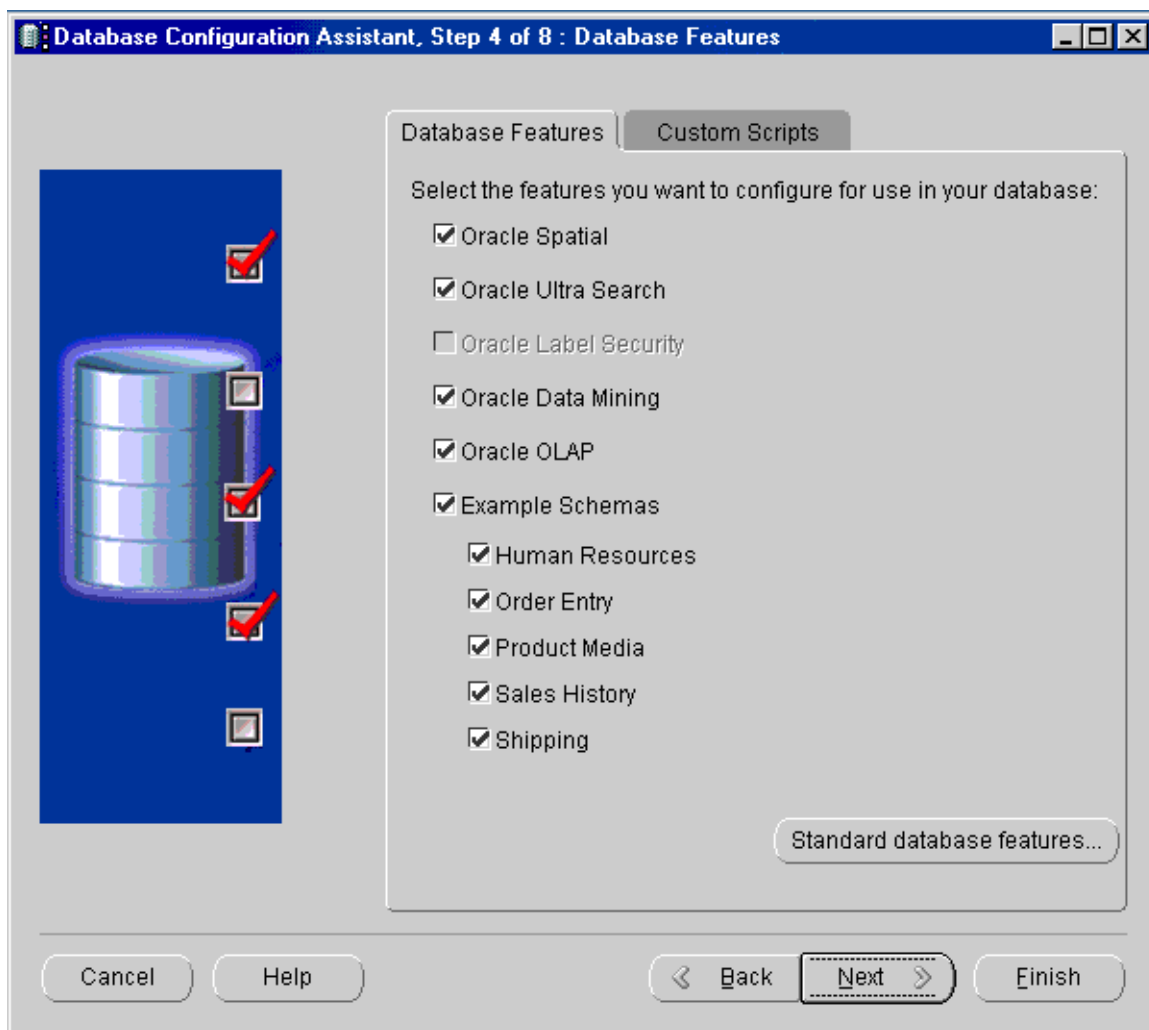 Database Configuration Assistant, Step 4 of 8 : Database Features
Database Features
Custom Scripts
Select the features you want to configure for use in your database:
Oracle Spatial
Oracle Ultra Search
Oracle Label Security
Oracle Data Mining
Oracle OLAP
Example Schemas
Human Resources
Order Entry
Product Media
Sales History
Shipping
Standard database features...
Cancel
Help
Back
Next
Finish